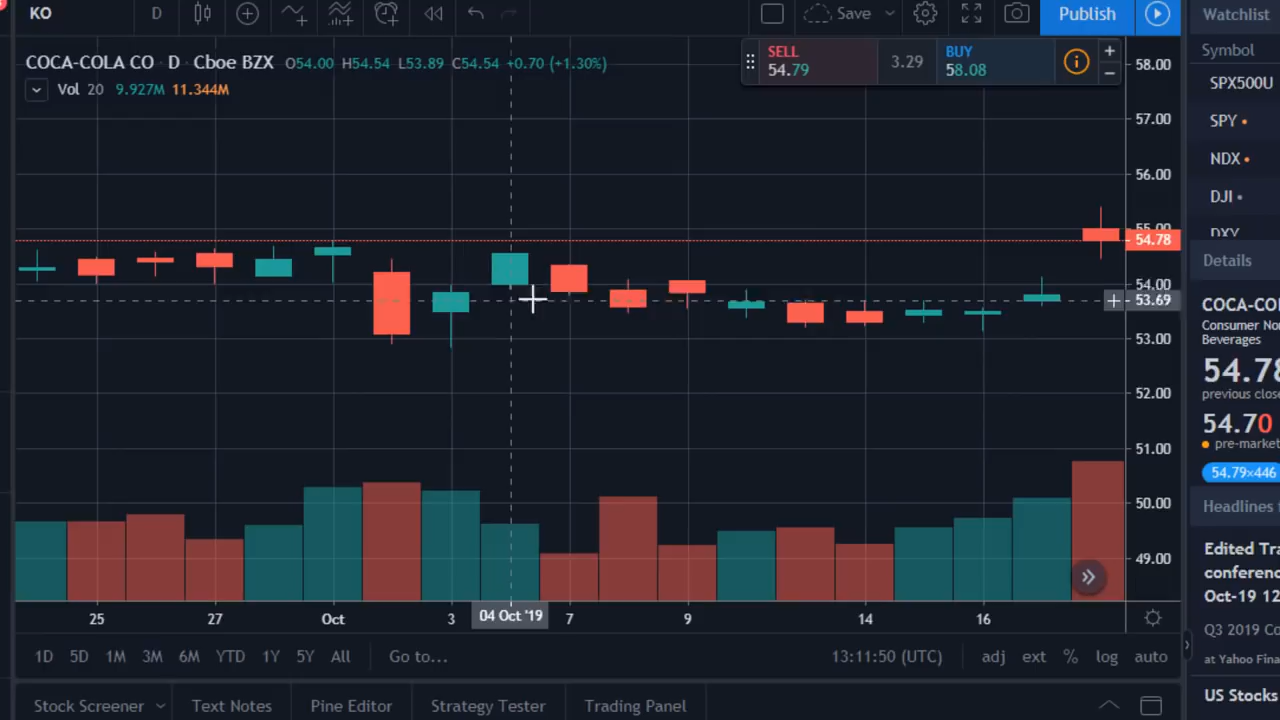 KO D Save Publish
Watchlist
COCA-COLA CO D Cboe BZX O54.00 H54.54 L53.89 C54.54 +0.70 (+1.30%)
SELL
54.79
3.29
BUY
58.08
Vol 20 9.927M 11.344M
Symbol
SPX500U
SPY
NDX
DJI
DXY
Details
58.00
57.00
56.00
55.00
54.78
54.00
53.69
53.00
52.00
51.00
50.00
49.00
COCA-COL
Consumer No
Beverages
54.78
previous close
54.70
pre-market
54.79×446
Headlines
Edited Tra
conference
Oct-19 12
Q3 2019 Co
at Yahoo Fina
US Stocks
25 27 Oct 3 04 Oct '19 7 9 14 16
1D 5D 1M 3M 6M YTD 1Y 5Y All Go to... 13:11:50 (UTC) adj ext % log auto
Stock Screener Text Notes Pine Editor Strategy Tester Trading Panel